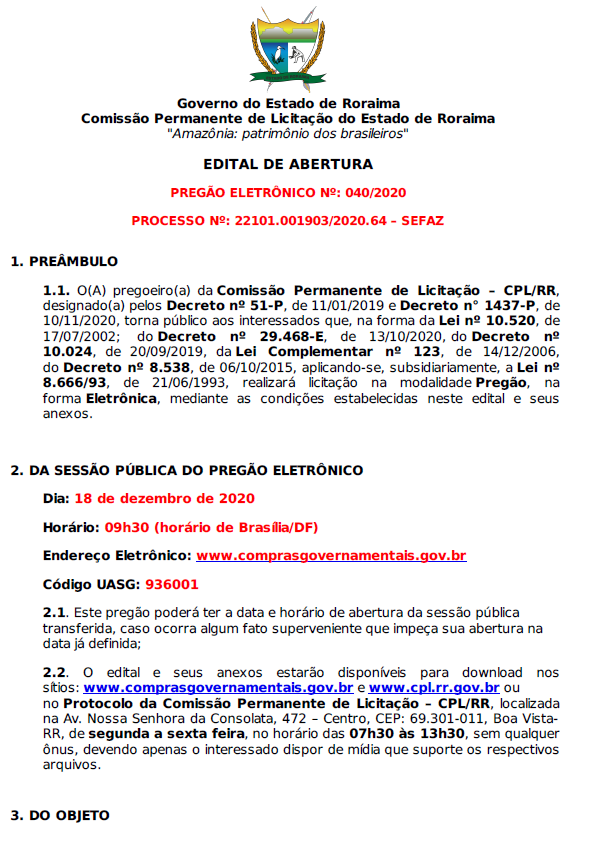 Governo do Estado de Roraima
Comissão Permanente de Licitação do Estado de Roraima
"Amazônia: patrimônio dos brasileiros"
EDITAL DE ABERTURA
PREGÃO ELETRÔNICO Nº: 040/2020
PROCESSO Nº: 22101.001903/2020.64 – SEFAZ
1. PREÂMBULO
1.1. O(A) pregoeiro(a) da Comissão Permanente de Licitação – CPL/RR,
designado(a) pelos Decreto nº 51-P, de 11/01/2019 e Decreto n° 1437-P, de
10/11/2020, torna público aos interessados que, na forma da Lei nº 10.520, de
17/07/2002; do Decreto nº 29.468-E, de 13/10/2020, do Decreto nº
10.024, de 20/09/2019, da Lei Complementar nº 123, de 14/12/2006,
do Decreto nº 8.538, de 06/10/2015, aplicando-se, subsidiariamente, a Lei nº
8.666/93, de 21/06/1993, realizará licitação na modalidade Pregão, na
forma Eletrônica, mediante as condições estabelecidas neste edital e seus
anexos.
2. DA SESSÃO PÚBLICA DO PREGÃO ELETRÔNICO
Dia: 18 de dezembro de 2020
Horário: 09h30 (horário de Brasília/DF)
Endereço Eletrônico: www.comprasgovernamentais.gov.br
Código UASG: 936001
2.1. Este pregão poderá ter a data e horário de abertura da sessão pública
transferida, caso ocorra algum fato superveniente que impeça sua abertura na
data já definida;
2.2. O edital e seus anexos estarão disponíveis para download nos
sítios: www.comprasgovernamentais.gov.br e www.cpl.rr.gov.br ou
no Protocolo da Comissão Permanente de Licitação – CPL/RR, localizada
na Av. Nossa Senhora da Consolata, 472 – Centro, CEP: 69.301-011, Boa Vista-
RR, de segunda a sexta feira, no horário das 07h30 às 13h30, sem qualquer
ônus, devendo apenas o interessado dispor de mídia que suporte os respectivos
arquivos.
3. DO OBJETO